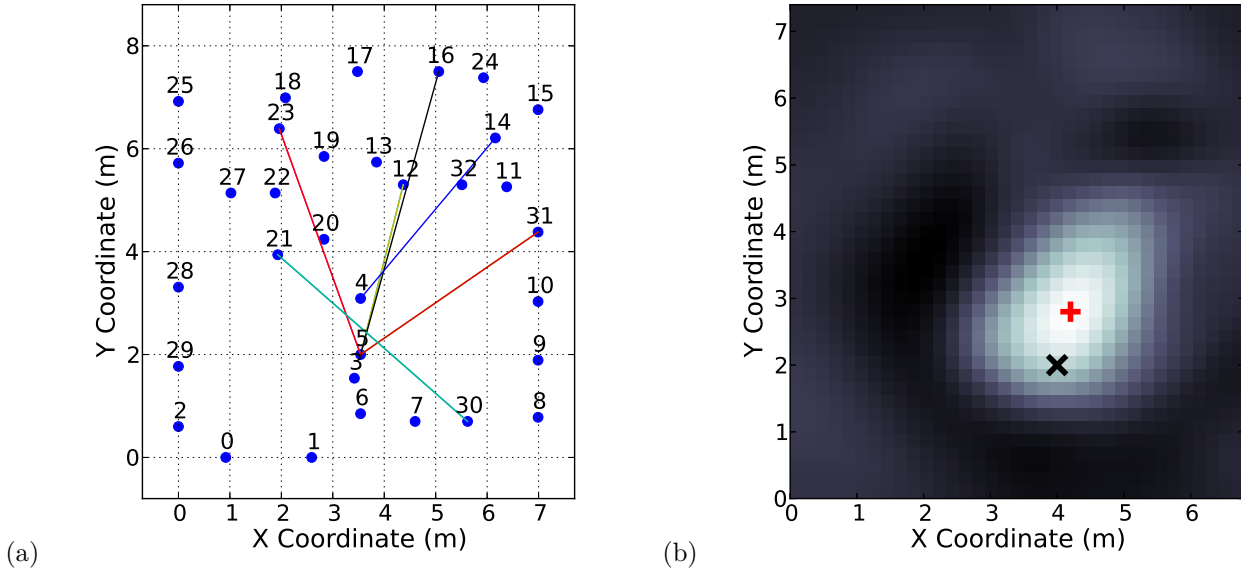 8
6
4
2
0
Y Coordinate (m)
0 1 2 3 4 5 6 7
X Coordinate (m)
17 16 24
25 18 15
23 14
19 13
26 12 32 11
27 22
31
20
21
28 4 10
5
29 3 9
6 7 30 8
2
0 1
(a)
7
6
5
4
3
2
1
0
Y Coordinate (m)
0 1 2 3 4 5 6
X Coordinate (m)
(b)